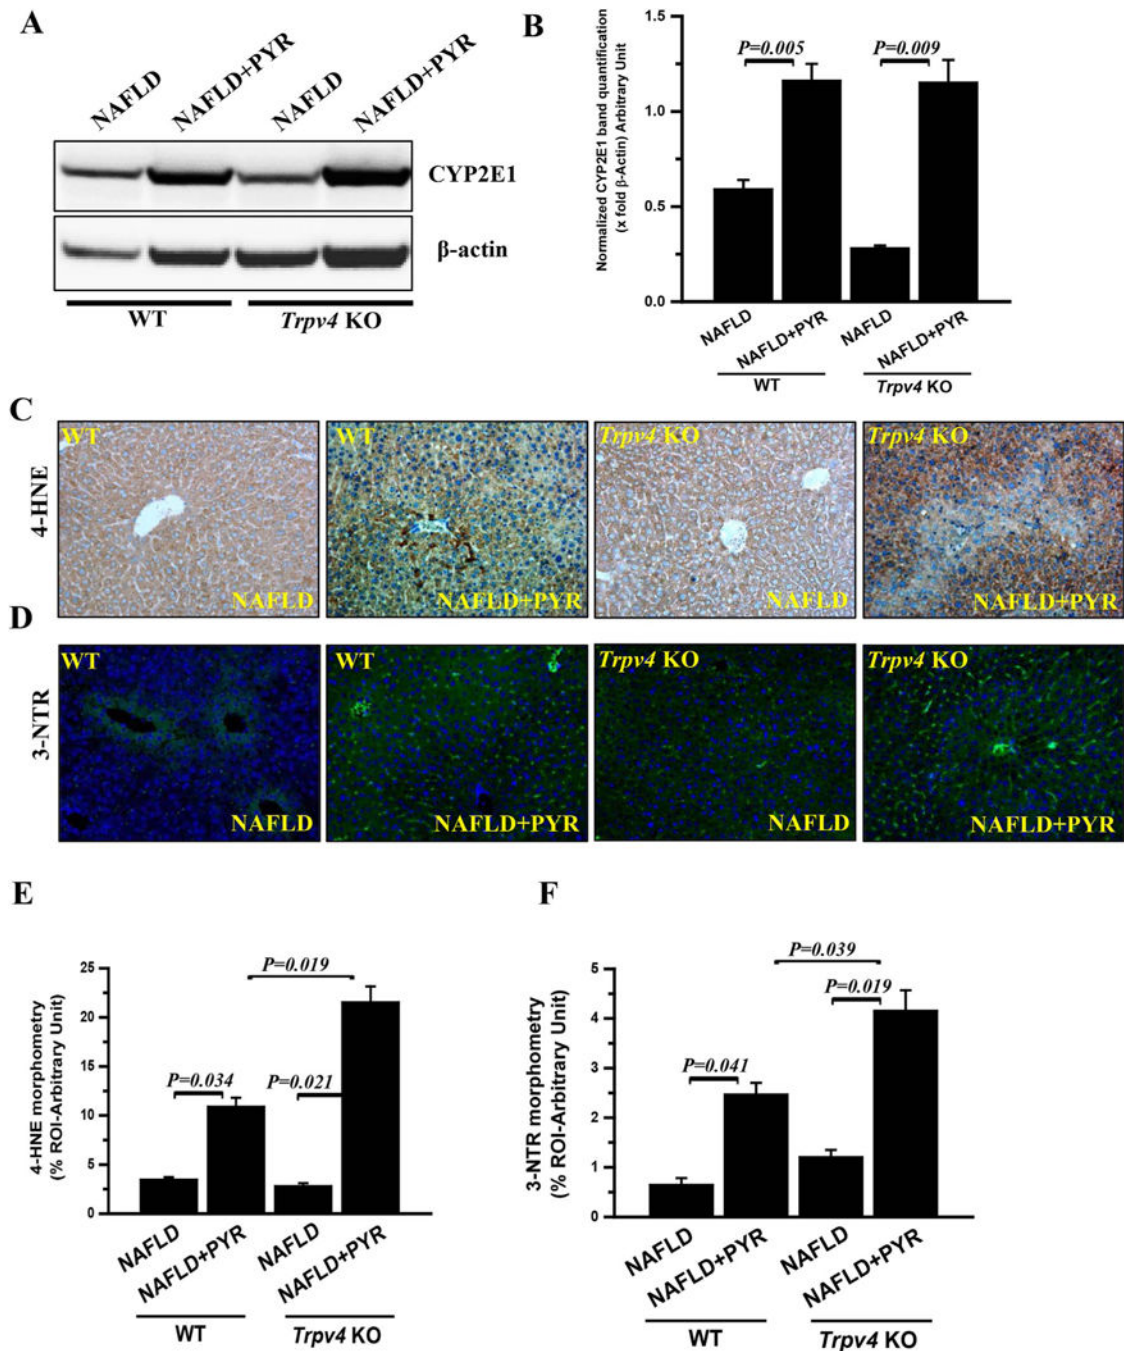 A
NAFLD
NAFLD+PYR
NAFLD
NAFLD+PYR
CYP2E1
β-actin
WT
Trpv4 KO
B
Normalized CYP2E1 band quantification
(x fold β-Actin) Arbitrary Unit
1.5
1.0
0.5
0.0
P=0.005
P=0.009
NAFLD
NAFLD+PYR
NAFLD
NAFLD+PYR
WT
Trpv4 KO
C
4-HNE
WT
NAFLD
WT
NAFLD+PYR
Trpv4 KO
NAFLD
Trpv4 KO
NAFLD+PYR
D
3-NTR
WT
NAFLD
WT
NAFLD+PYR
Trpv4 KO
NAFLD
Trpv4 KO
NAFLD+PYR
E
4-HNE morphometry
(% ROI-Arbitrary Unit)
25
20
15
10
5
0
P=0.019
P=0.034
P=0.021
NAFLD
NAFLD+PYR
NAFLD
NAFLD+PYR
WT
Trpv4 KO
F
3-NTR morphometry
(% ROI-Arbitrary Unit)
5
4
3
2
1
0
P=0.039
P=0.019
P=0.041
NAFLD
NAFLD+PYR
NAFLD
NAFLD+PYR
WT
Trpv4 KO